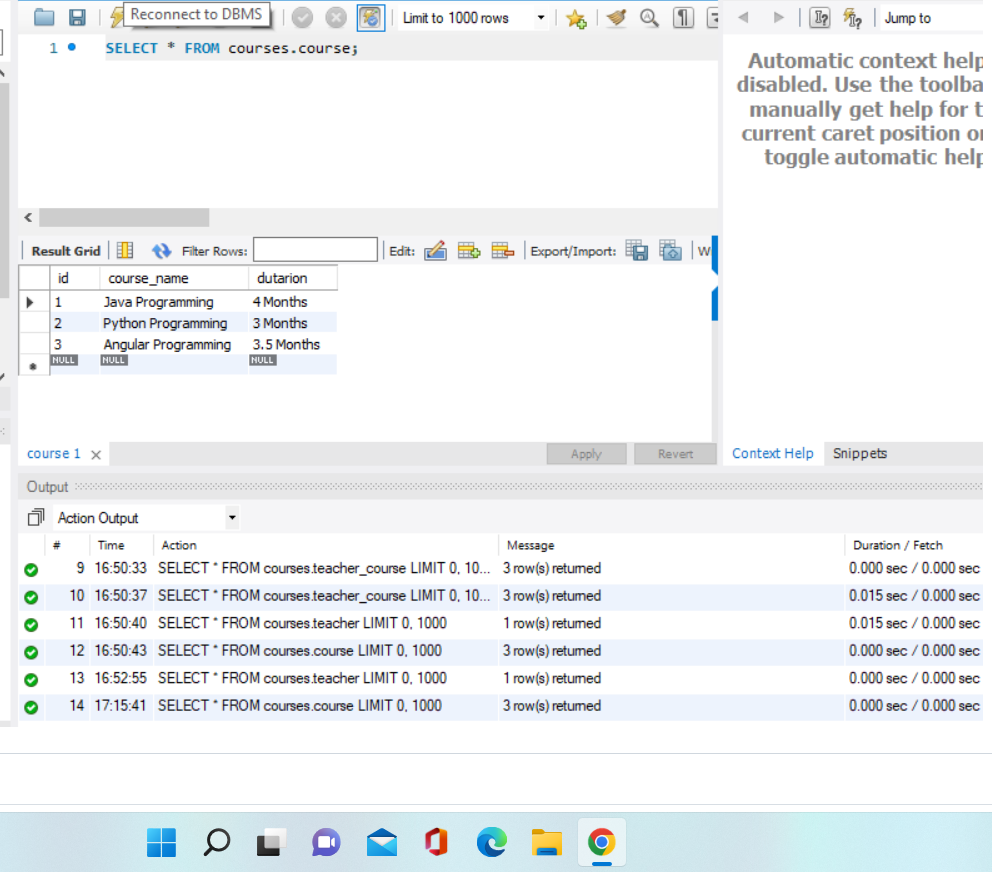 Reconnect to DBMS
Limit to 1000 rows
Jump to
1 SELECT * FROM courses.course;
Automatic context help
disabled. Use the toolba
manually get help for t
current caret position o
toggle automatic help
Result Grid Filter Rows: Edit: Export/Import: W
id course_name dutarion
1 Java Programming 4 Months
2 Python Programming 3 Months
3 Angular Programming 3.5 Months
NULL NULL NULL
course 1 Apply Revert
Context Help Snippets
Output
Action Output
# Time Action Message Duration / Fetch
9 16:50:33 SELECT * FROM courses.teacher_course LIMIT 0, 10... 3 row(s) returned 0.000 sec / 0.000 sec
10 16:50:37 SELECT * FROM courses.teacher_course LIMIT 0, 10... 3 row(s) returned 0.015 sec / 0.000 sec
11 16:50:40 SELECT * FROM courses.teacher LIMIT 0, 1000 1 row(s) returned 0.015 sec / 0.000 sec
12 16:50:43 SELECT * FROM courses.course LIMIT 0, 1000 3 row(s) returned 0.000 sec / 0.000 sec
13 16:52:55 SELECT * FROM courses.teacher LIMIT 0, 1000 1 row(s) returned 0.000 sec / 0.000 sec
14 17:15:41 SELECT * FROM courses.course LIMIT 0, 1000 3 row(s) returned 0.000 sec / 0.000 sec